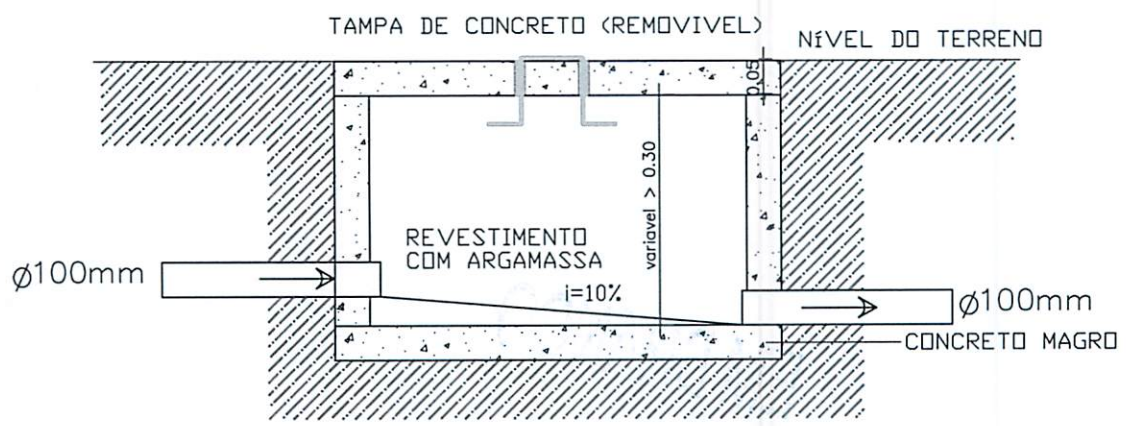 TAMPA DE CONCRETO (REMOVIVEL)
NíVEL DO TERRENO
0,05
variavel > 0.30
REVESTIMENTO
COM ARGAMASSA
i=10%
Ø100mm
Ø100mm
CONCRETO MAGRO